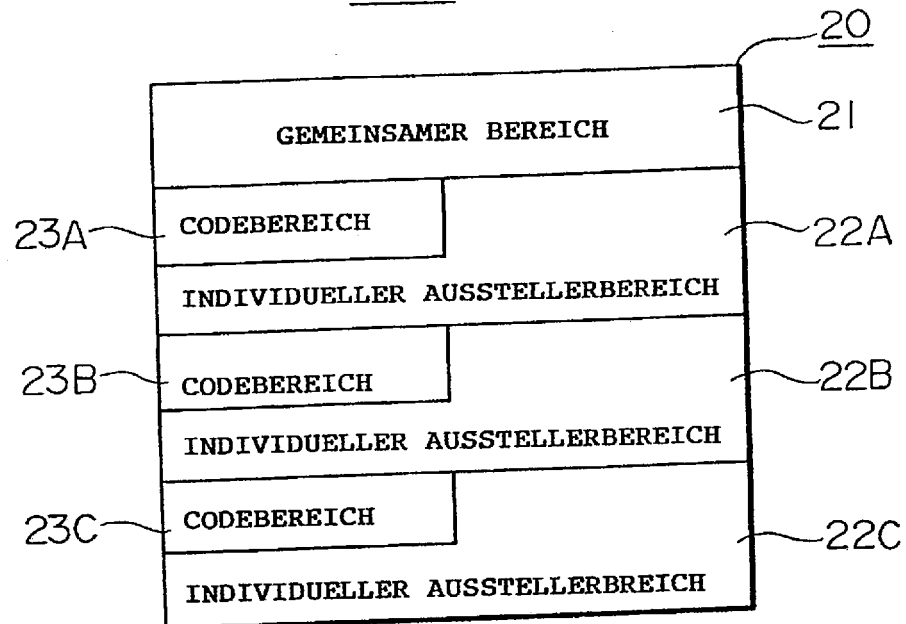 20
GEMEINSAMER BEREICH
21
23A
CODEBEREICH
22A
INDIVIDUELLER AUSSTELLERBEREICH
23B
CODEBEREICH
22B
INDIVIDUELLER AUSSTELLERBEREICH
23C
CODEBEREICH
22C
INDIVIDUELLER AUSSTELLERBREICH